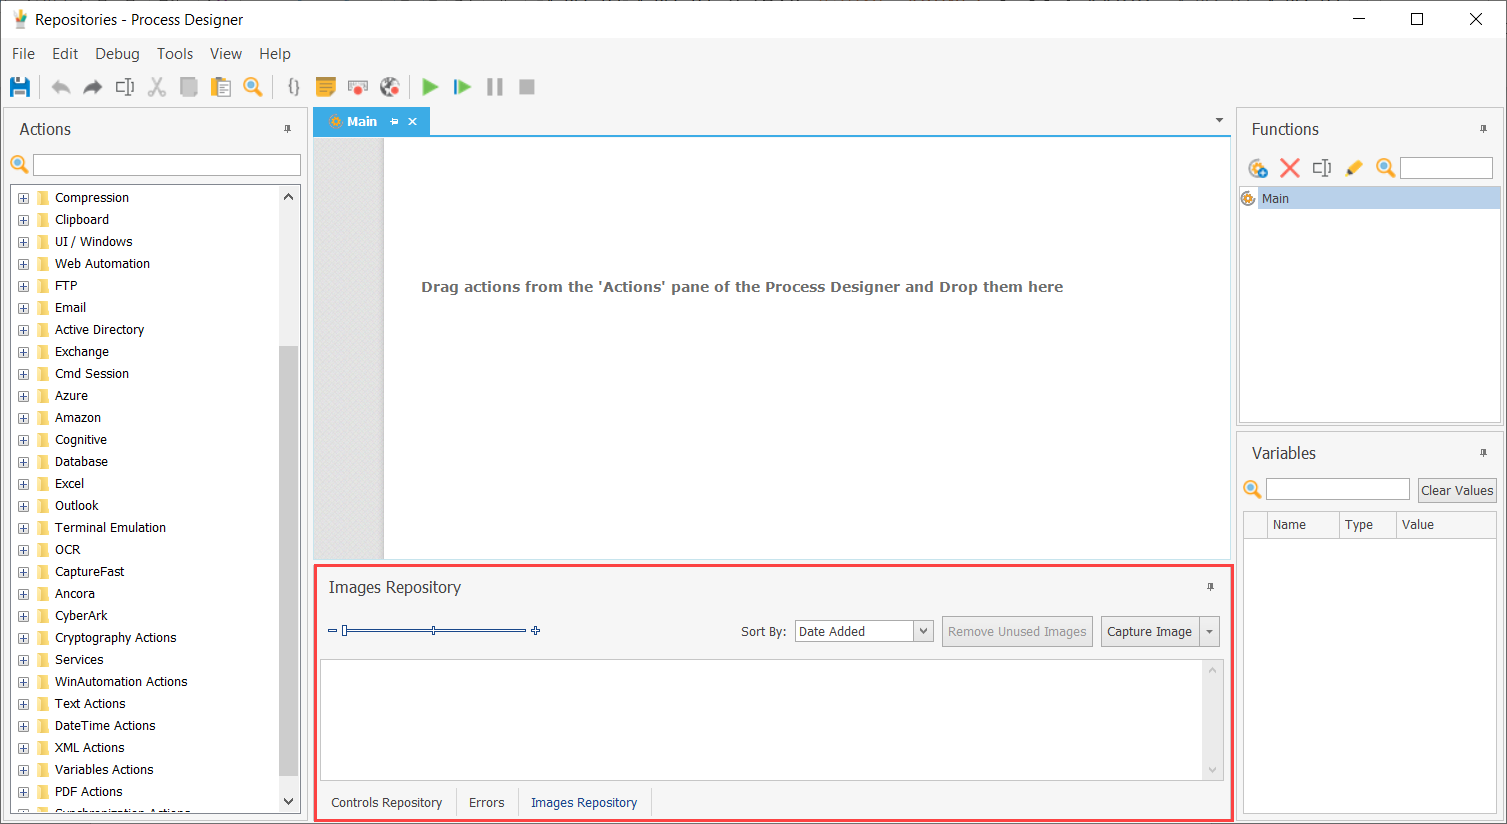 Repositories - Process Designer
File Edit Debug Tools View Help
Actions
Compression
Clipboard
UI / Windows
Web Automation
FTP
Email
Active Directory
Exchange
Cmd Session
Azure
Amazon
Cognitive
Database
Excel
Outlook
Terminal Emulation
OCR
CaptureFast
Ancora
CyberArk
Cryptography Actions
Services
WinAutomation Actions
Text Actions
DateTime Actions
XML Actions
Variables Actions
PDF Actions
Synchronization Actions
Main
Drag actions from the 'Actions' pane of the Process Designer and Drop them here
Images Repository
Sort By: Date Added Remove Unused Images Capture Image
Controls Repository Errors Images Repository
Functions
Main
Variables
Clear Values
Name Type Value